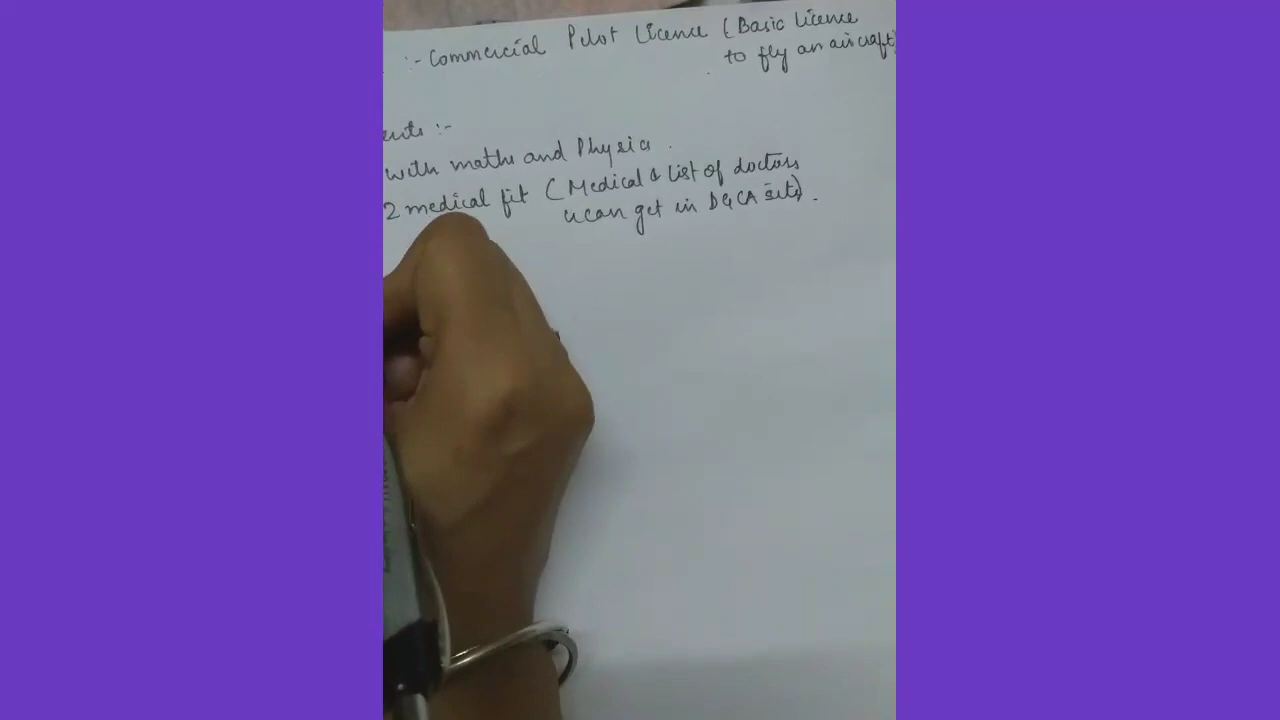 :- Commercial Pilot Licence (Basic licence
to fly an aircraft)
:-
with maths and Physics.
2 medical fit (Medical & List of doctors
u can get in DGCA site).